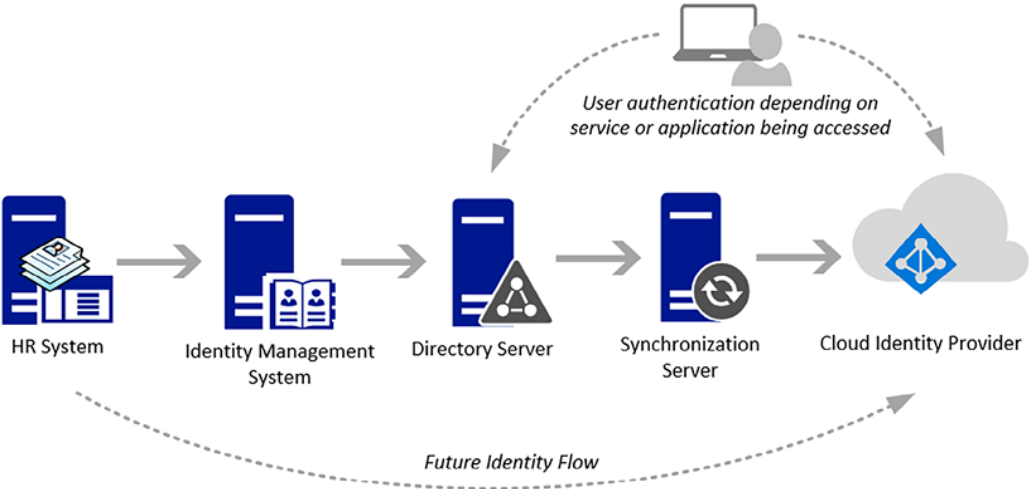 User authentication depending on
service or application being accessed
HR System
Identity Management
System
Directory Server
Synchronization
Server
Cloud Identity Provider
Future Identity Flow